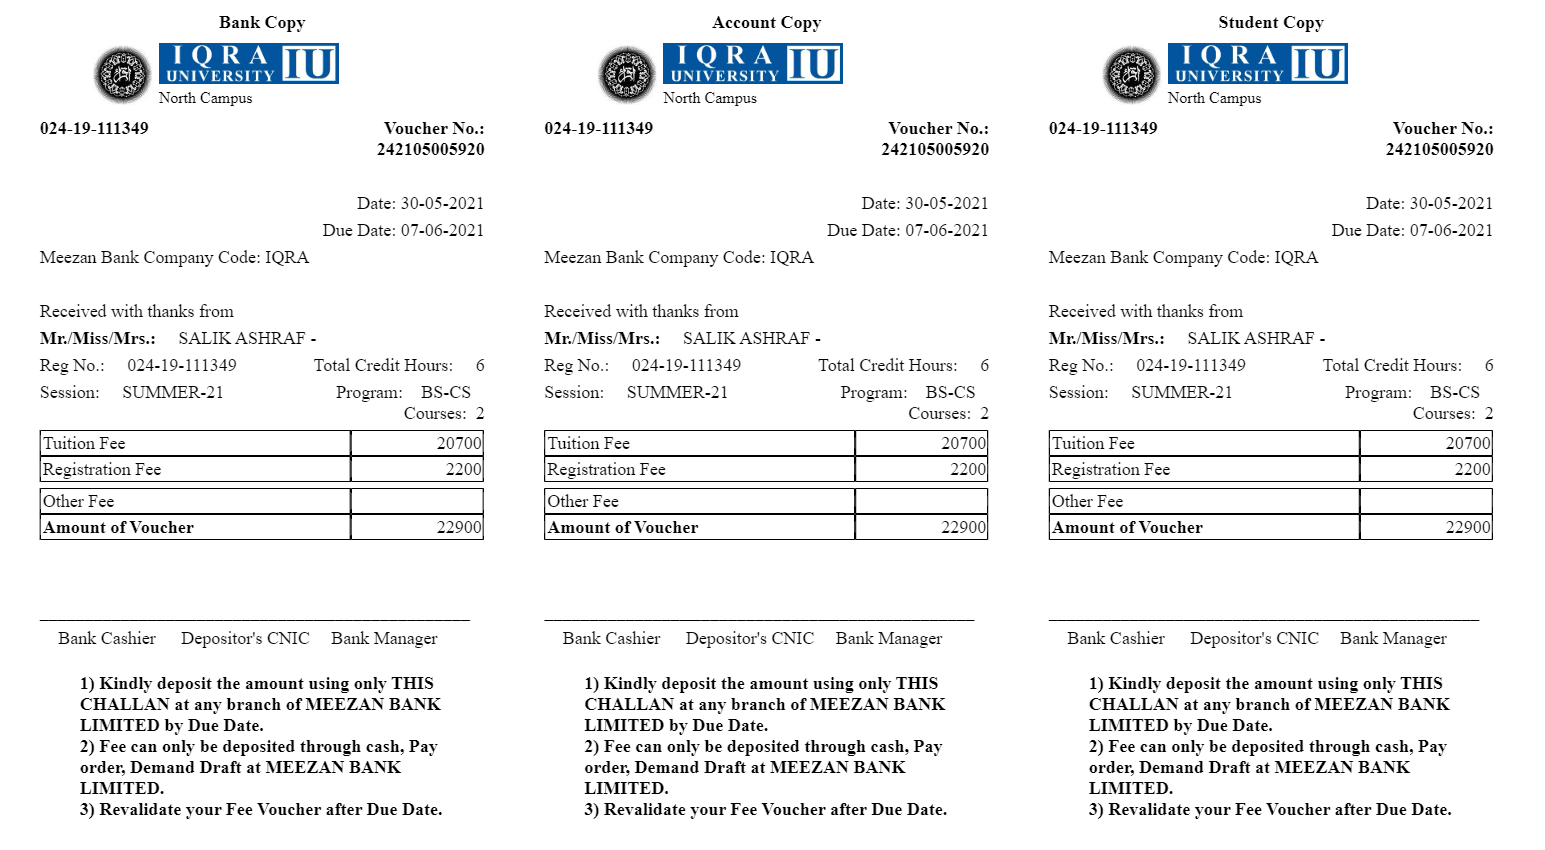 Bank Copy
IQRA
UNIVERSITY IU
North Campus
024-19-111349 Voucher No.:
242105005920
Date: 30-05-2021
Due Date: 07-06-2021
Meezan Bank Company Code: IQRA
Received with thanks from
Mr./Miss/Mrs.: SALIK ASHRAF -
Reg No.: 024-19-111349 Total Credit Hours: 6
Session: SUMMER-21 Program: BS-CS
Courses: 2
Tuition Fee 20700
Registration Fee 2200
Other Fee
Amount of Voucher 22900
Bank Cashier Depositor's CNIC Bank Manager
1) Kindly deposit the amount using only THIS
CHALLAN at any branch of MEEZAN BANK
LIMITED by Due Date.
2) Fee can only be deposited through cash, Pay
order, Demand Draft at MEEZAN BANK
LIMITED.
3) Revalidate your Fee Voucher after Due Date.
Account Copy
IQRA
UNIVERSITY IU
North Campus
024-19-111349 Voucher No.:
242105005920
Date: 30-05-2021
Due Date: 07-06-2021
Meezan Bank Company Code: IQRA
Received with thanks from
Mr./Miss/Mrs.: SALIK ASHRAF -
Reg No.: 024-19-111349 Total Credit Hours: 6
Session: SUMMER-21 Program: BS-CS
Courses: 2
Tuition Fee 20700
Registration Fee 2200
Other Fee
Amount of Voucher 22900
Bank Cashier Depositor's CNIC Bank Manager
1) Kindly deposit the amount using only THIS
CHALLAN at any branch of MEEZAN BANK
LIMITED by Due Date.
2) Fee can only be deposited through cash, Pay
order, Demand Draft at MEEZAN BANK
LIMITED.
3) Revalidate your Fee Voucher after Due Date.
Student Copy
IQRA
UNIVERSITY IU
North Campus
024-19-111349 Voucher No.:
242105005920
Date: 30-05-2021
Due Date: 07-06-2021
Meezan Bank Company Code: IQRA
Received with thanks from
Mr./Miss/Mrs.: SALIK ASHRAF -
Reg No.: 024-19-111349 Total Credit Hours: 6
Session: SUMMER-21 Program: BS-CS
Courses: 2
Tuition Fee 20700
Registration Fee 2200
Other Fee
Amount of Voucher 22900
Bank Cashier Depositor's CNIC Bank Manager
1) Kindly deposit the amount using only THIS
CHALLAN at any branch of MEEZAN BANK
LIMITED by Due Date.
2) Fee can only be deposited through cash, Pay
order, Demand Draft at MEEZAN BANK
LIMITED.
3) Revalidate your Fee Voucher after Due Date.